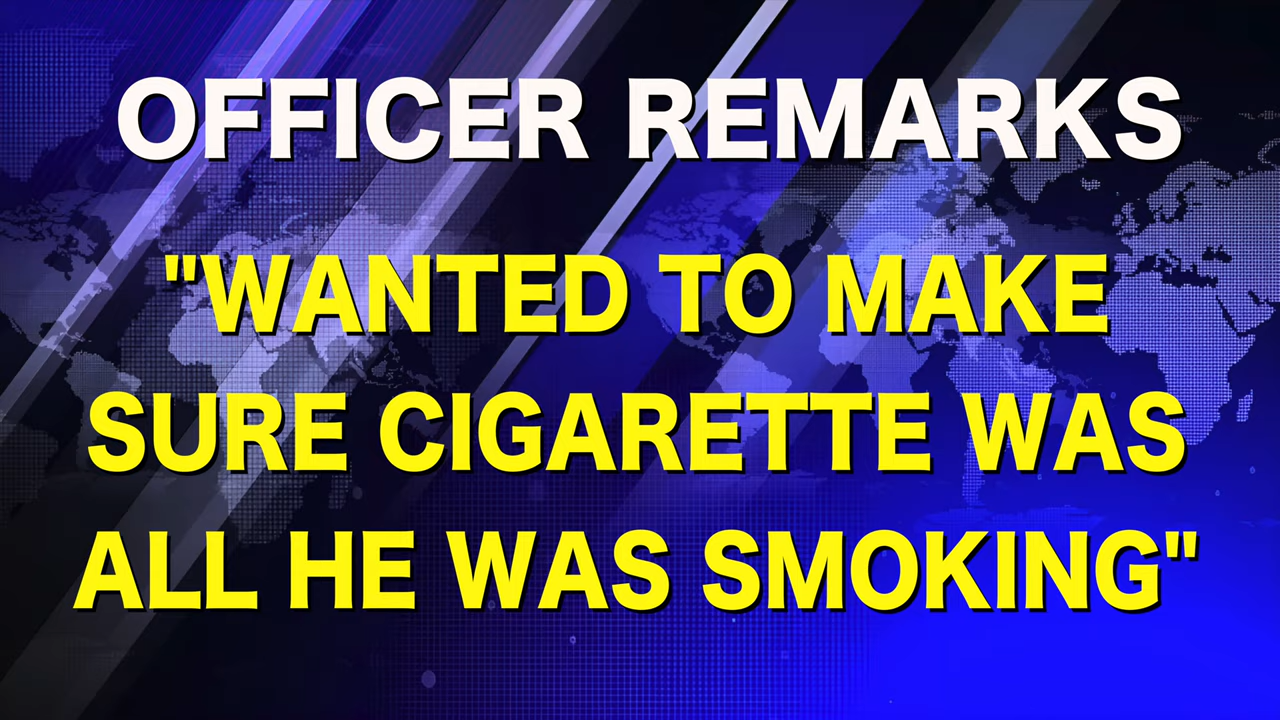 OFFICER REMARKS
"WANTED TO MAKE
SURE CIGARETTE WAS
ALL HE WAS SMOKING"